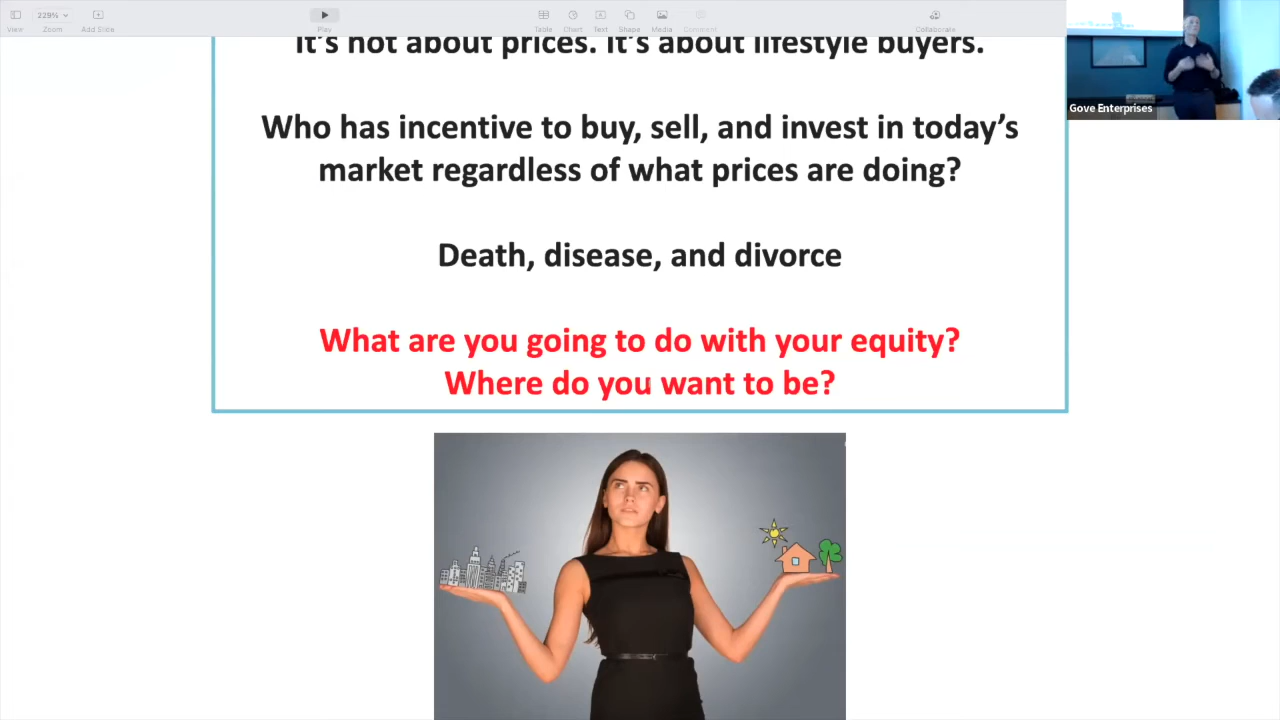 View
229%
Zoom
Add Slide
Play
Table
Chart
Text
Shape
Media
Comment
Collaborate
Gove Enterprises
It's not about prices. It's about lifestyle buyers.
Who has incentive to buy, sell, and invest in today's
market regardless of what prices are doing?
Death, disease, and divorce
What are you going to do with your equity?
Where do you want to be?